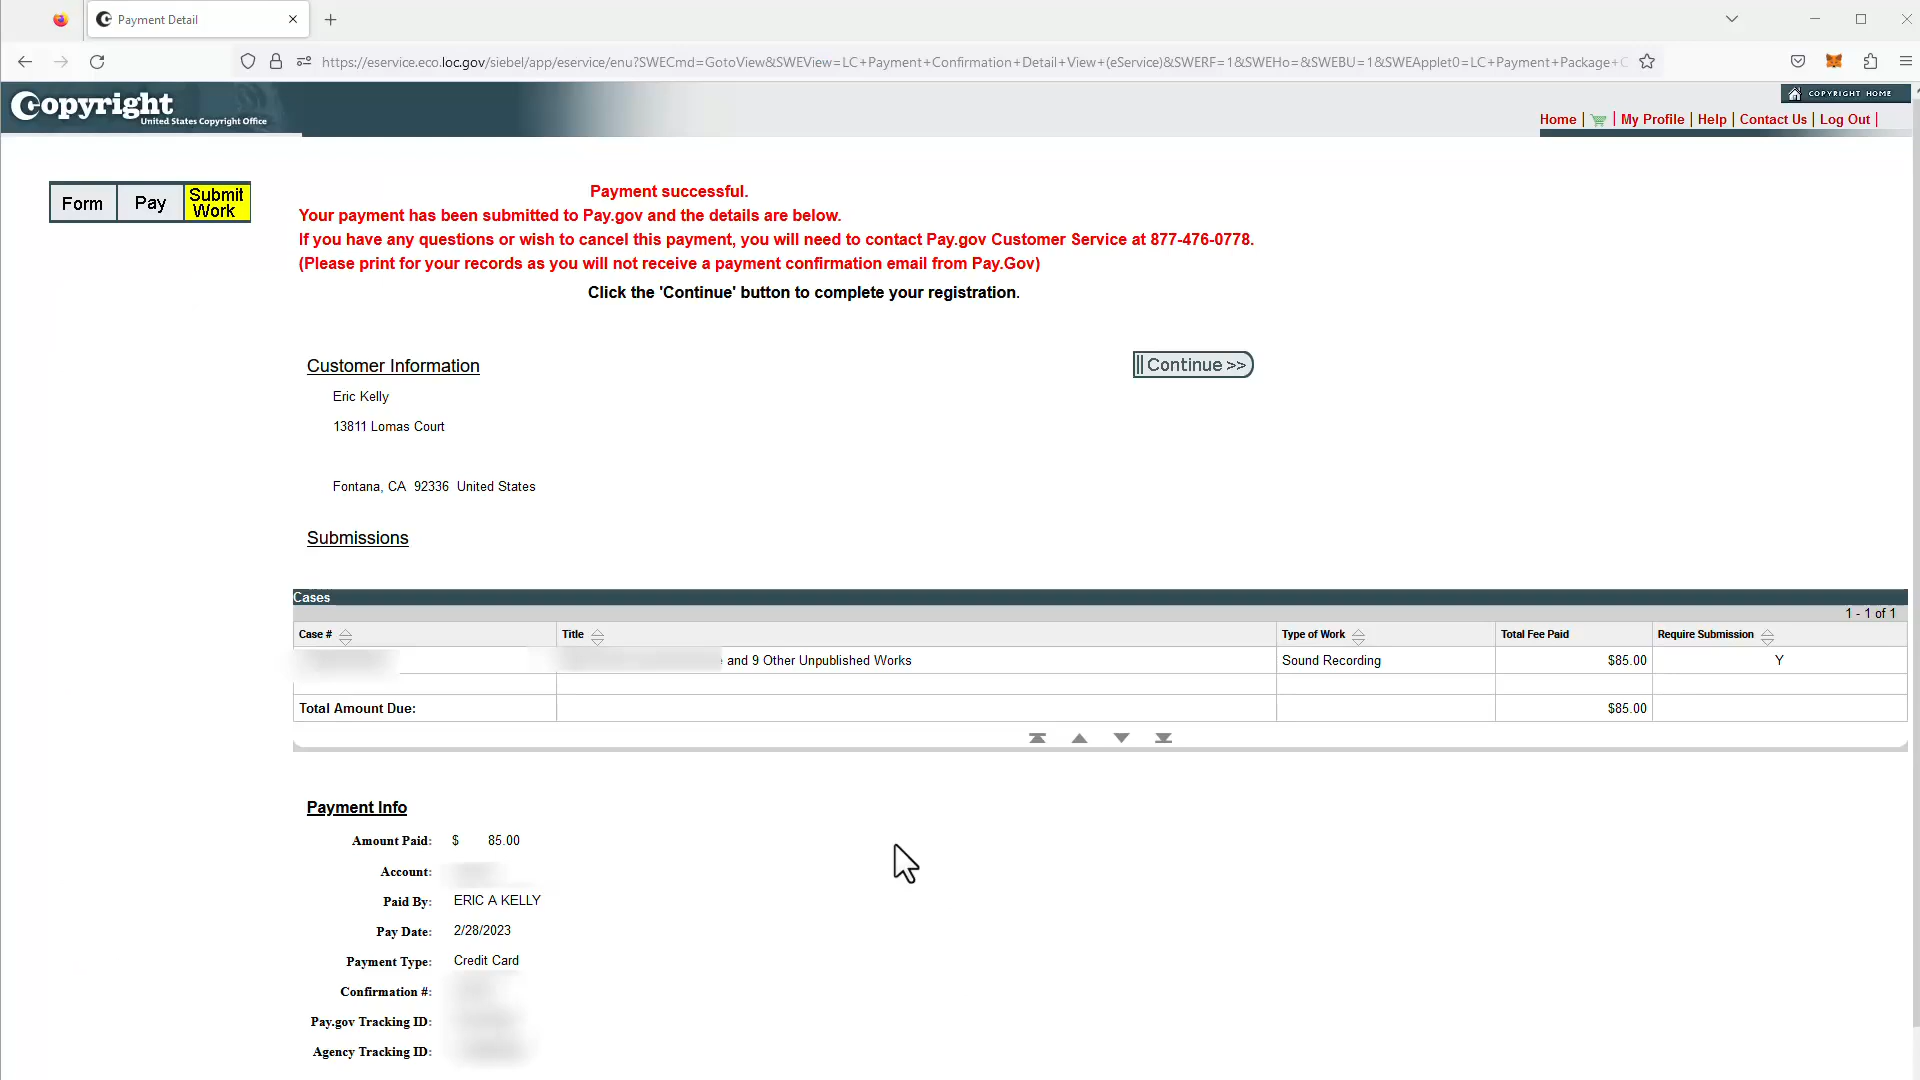 Payment Detail
https://eservice.eco.loc.gov/siebel/app/eservice/enu?SWECmd=GotoView&SWEView=LC+Payment+Confirmation+Detail+View+(eService)&SWERF=1&SWEHo=&SWEBU=1&SWEApplet0=LC+Payment+Package+C
Copyright
United States Copyright Office
COPYRIGHT HOME
Home | | My Profile | Help | Contact Us | Log Out |
Form Pay Submit Work
Payment successful.
Your payment has been submitted to Pay.gov and the details are below.
If you have any questions or wish to cancel this payment, you will need to contact Pay.gov Customer Service at 877-476-0778.
(Please print for your records as you will not receive a payment confirmation email from Pay.Gov)
Click the 'Continue' button to complete your registration.
Customer Information
Continue >>
Eric Kelly
13811 Lomas Court
Fontana, CA 92336 United States
Submissions
Cases
1 - 1 of 1
Case # Title Type of Work Total Fee Paid Require Submission
and 9 Other Unpublished Works Sound Recording $85.00 Y
Total Amount Due: $85.00
Payment Info
Amount Paid: $ 85.00
Account:
Paid By: ERIC A KELLY
Pay Date: 2/28/2023
Payment Type: Credit Card
Confirmation #:
Pay.gov Tracking ID:
Agency Tracking ID: